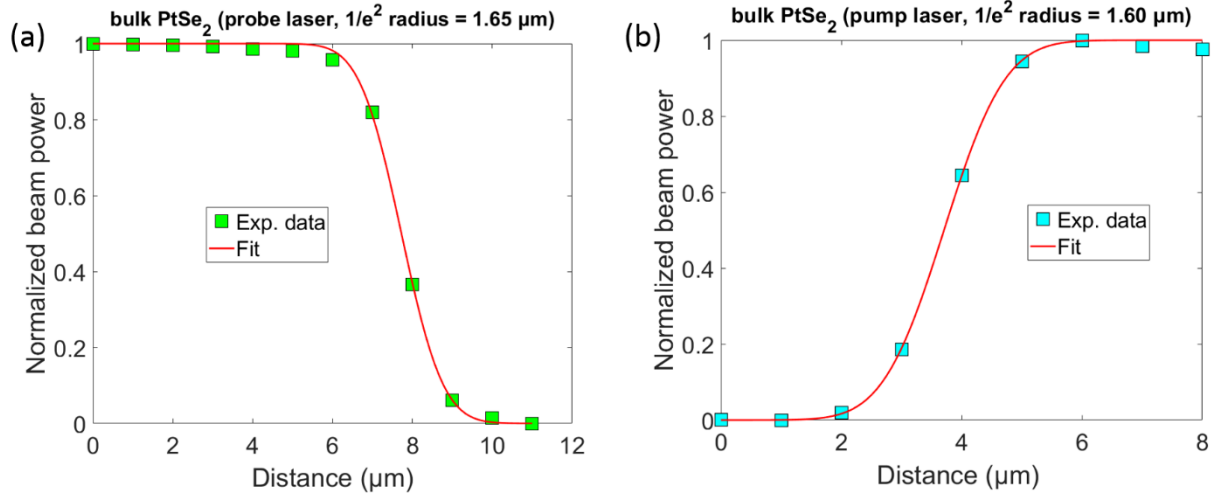 (a)
bulk PtSe₂ (probe laser, 1/e² radius = 1.65 µm)
Normalized beam power
1
0.8
0.6
0.4
0.2
0
Exp. data
Fit
0 2 4 6 8 10 12
Distance (µm)
(b)
bulk PtSe₂ (pump laser, 1/e² radius = 1.60 µm)
Normalized beam power
1
0.8
0.6
0.4
0.2
0
Exp. data
Fit
0 2 4 6 8
Distance (µm)